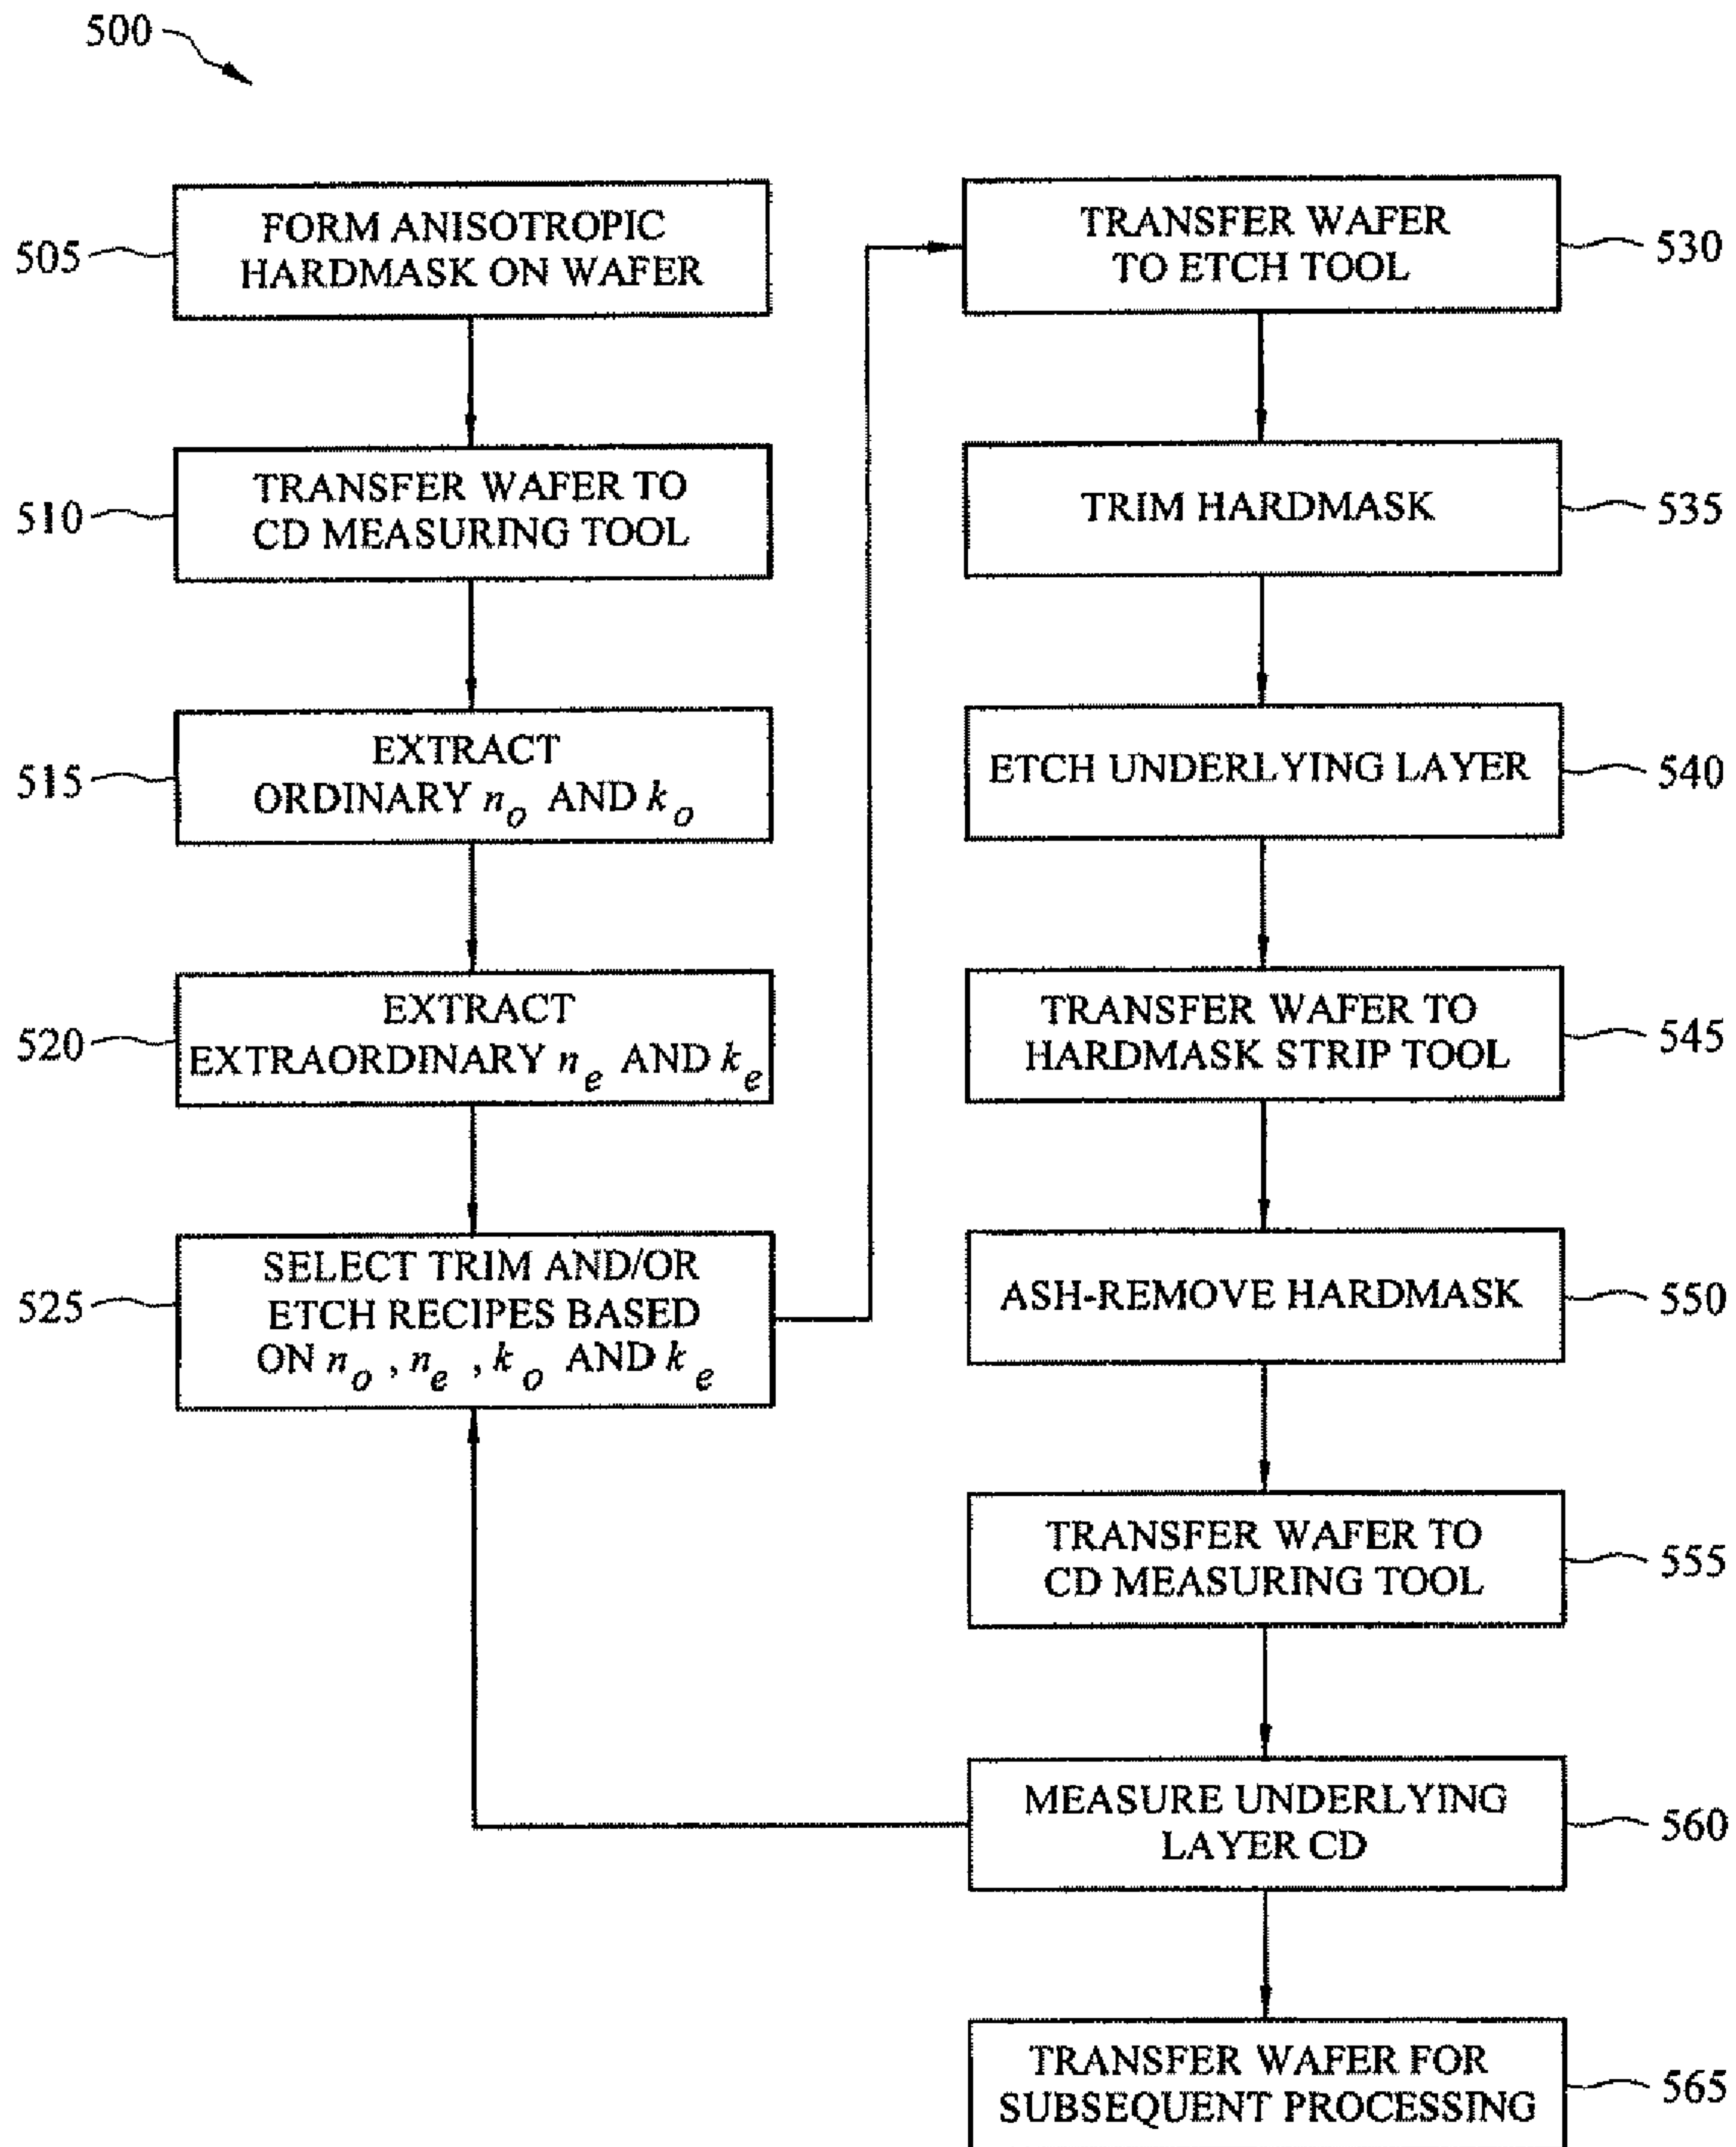 500
505
FORM ANISOTROPIC
HARDMASK ON WAFER
510
TRANSFER WAFER TO
CD MEASURING TOOL
515
EXTRACT
ORDINARY n_o AND k_o
520
EXTRACT
EXTRAORDINARY n_e AND k_e
525
SELECT TRIM AND/OR
ETCH RECIPES BASED
ON n_o , n_e , k_o AND k_e
TRANSFER WAFER
TO ETCH TOOL
530
TRIM HARDMASK
535
ETCH UNDERLYING LAYER
540
TRANSFER WAFER TO
HARDMASK STRIP TOOL
545
ASH-REMOVE HARDMASK
550
TRANSFER WAFER TO
CD MEASURING TOOL
555
MEASURE UNDERLYING
LAYER CD
560
TRANSFER WAFER FOR
SUBSEQUENT PROCESSING
565